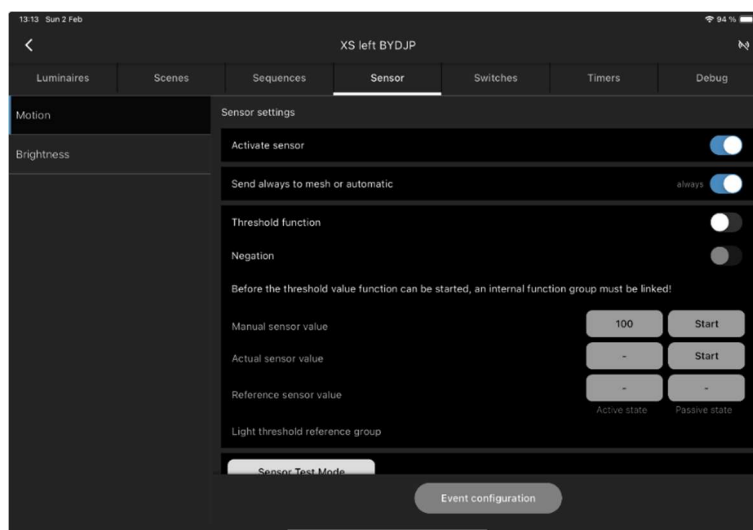 13:13 Sun 2 Feb
94 %
XS left BYDJP
Luminaires
Scenes
Sequences
Sensor
Switches
Timers
Debug
Motion
Brightness
Sensor settings
Activate sensor
Send always to mesh or automatic
always
Threshold function
Negation
Before the threshold value function can be started, an internal function group must be linked!
Manual sensor value
100
Start
Actual sensor value
-
Start
Reference sensor value
-
-
Active state
Passive state
Light threshold reference group
Sensor Test Mode
Event configuration